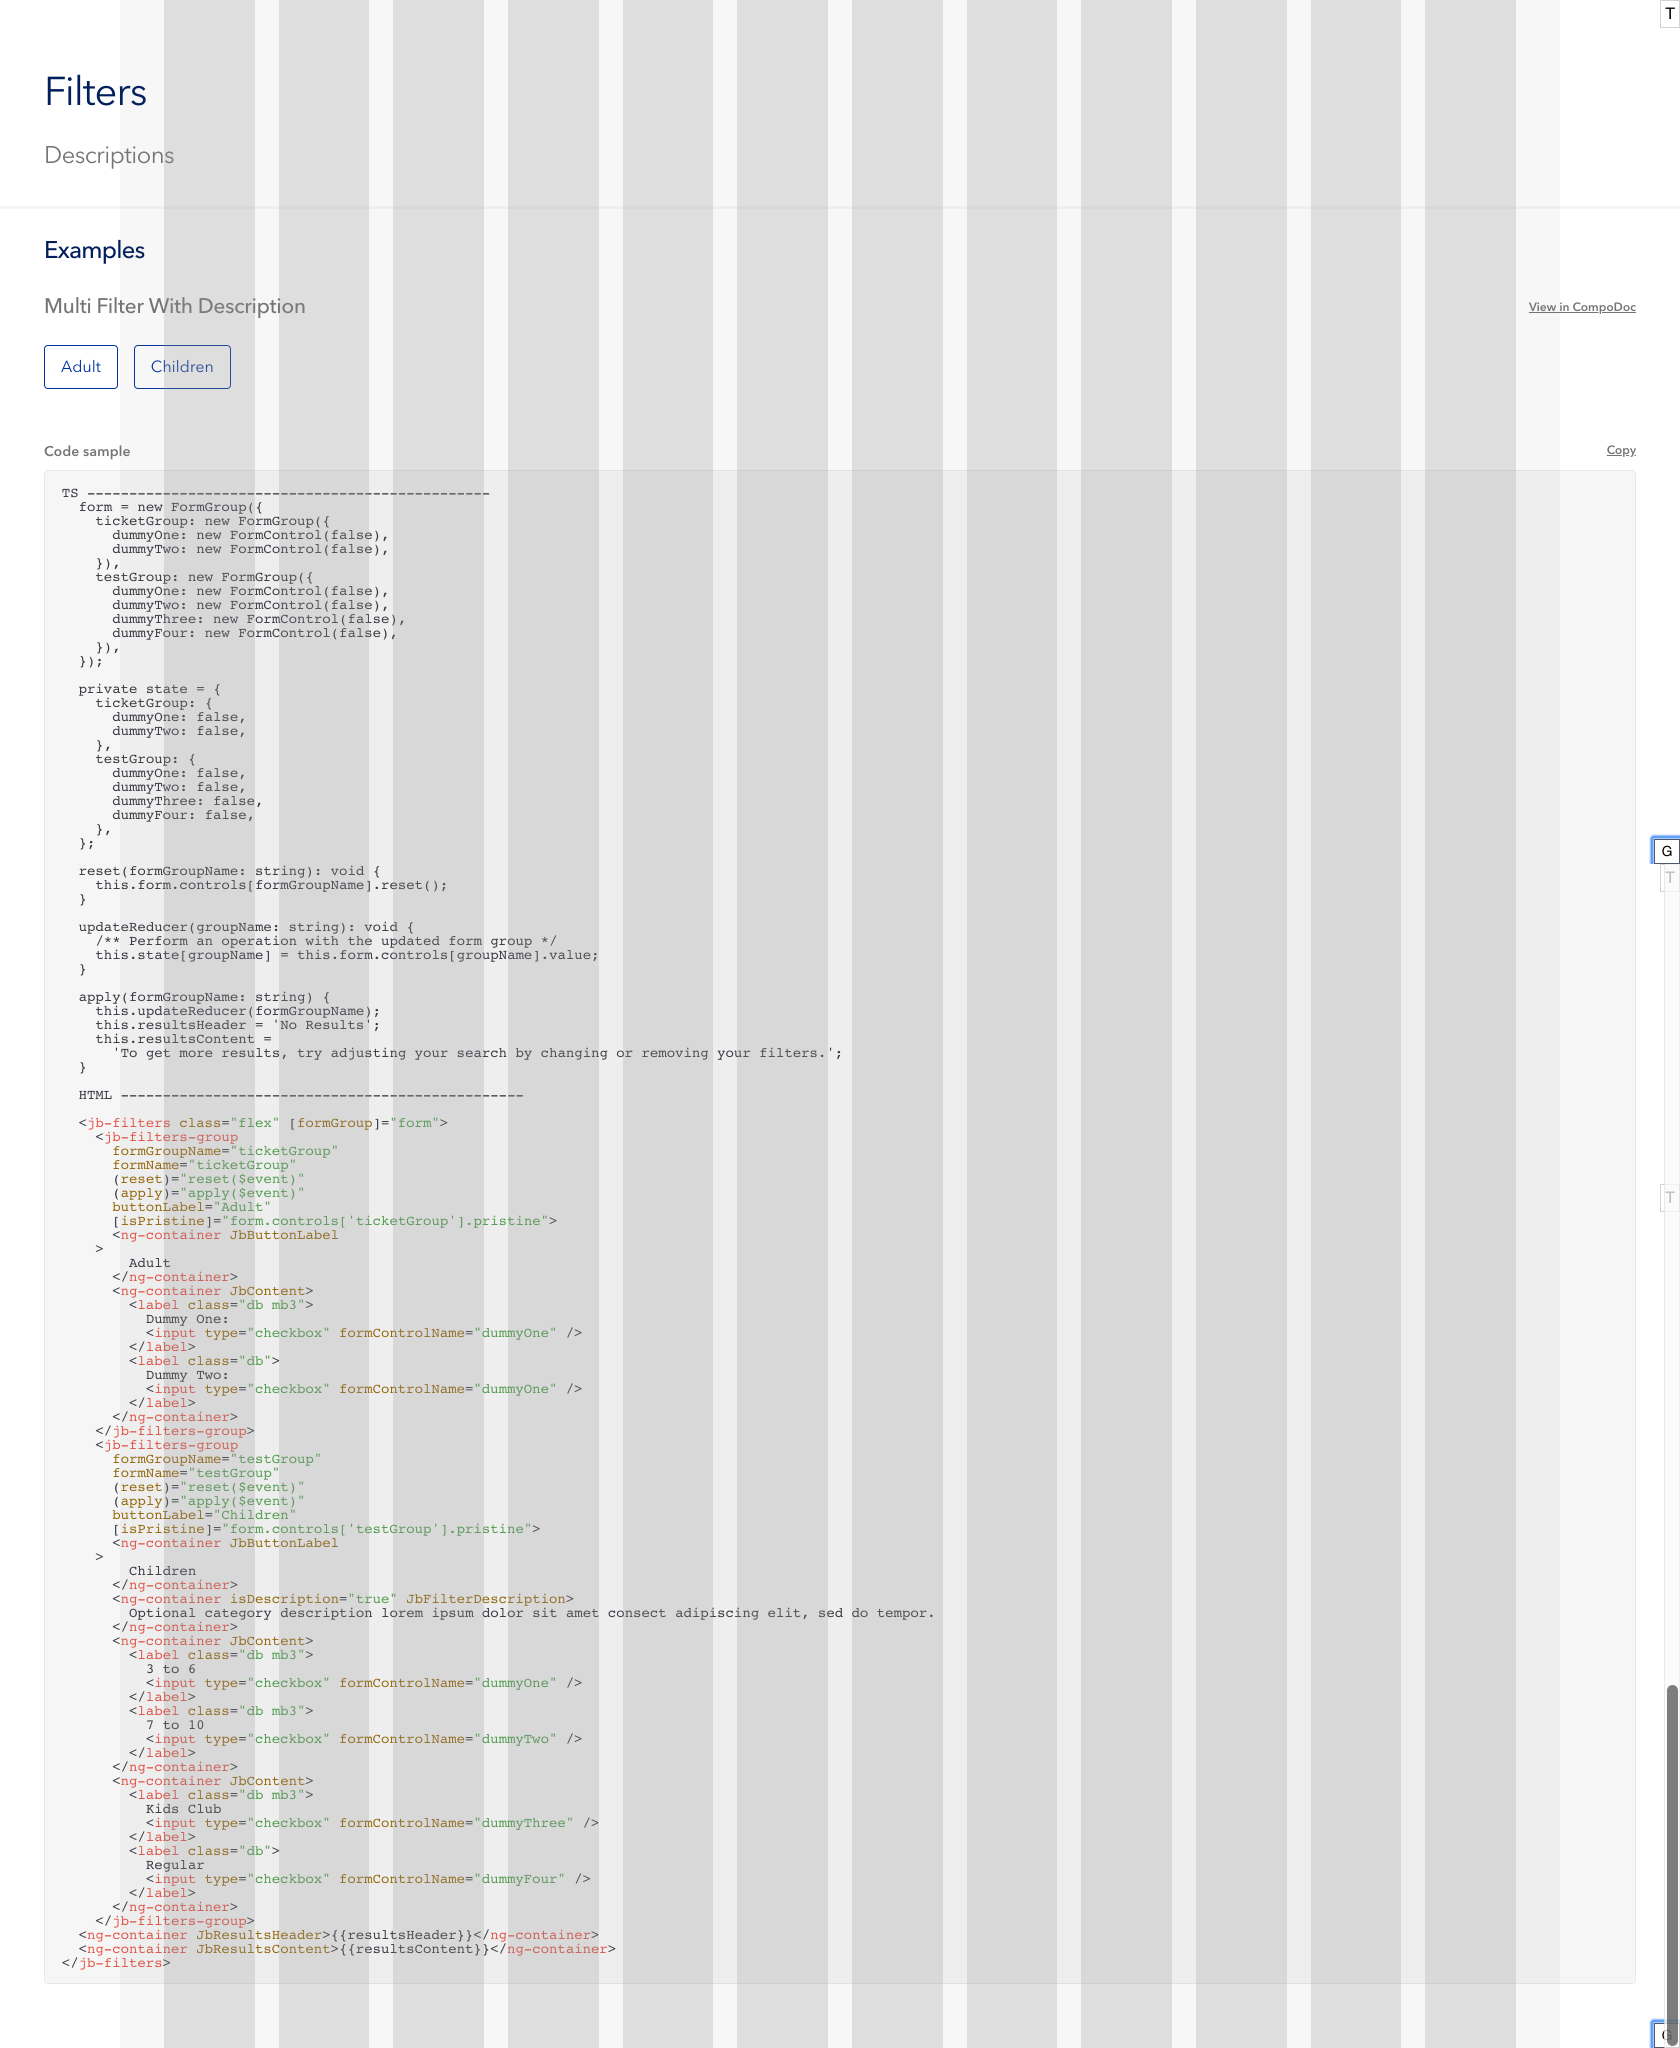 T
Filters
Descriptions
Examples
Multi Filter With Description
View in CompoDoc
Adult
Children
Code sample
Copy
TS ------------------------------------------------
  form = new FormGroup({
    ticketGroup: new FormGroup({
      dummyOne: new FormControl(false),
      dummyTwo: new FormControl(false),
    }),
    testGroup: new FormGroup({
      dummyOne: new FormControl(false),
      dummyTwo: new FormControl(false),
      dummyThree: new FormControl(false),
      dummyFour: new FormControl(false),
    }),
  });

  private state = {
    ticketGroup: {
      dummyOne: false,
      dummyTwo: false,
    },
    testGroup: {
      dummyOne: false,
      dummyTwo: false,
      dummyThree: false,
      dummyFour: false,
    },
  };

  reset(formGroupName: string): void {
    this.form.controls[formGroupName].reset();
  }

  updateReducer(groupName: string): void {
    /** Perform an operation with the updated form group */
    this.state[groupName] = this.form.controls[groupName].value;
  }

  apply(formGroupName: string) {
    this.updateReducer(formGroupName);
    this.resultsHeader = 'No Results';
    this.resultsContent =
      'To get more results, try adjusting your search by changing or removing your filters.';
  }

  HTML ------------------------------------------------

  <jb-filters class="flex" [formGroup]="form">
    <jb-filters-group
      formGroupName="ticketGroup"
      formName="ticketGroup"
      (reset)="reset($event)"
      (apply)="apply($event)"
      buttonLabel="Adult"
      [isPristine]="form.controls['ticketGroup'].pristine">
      <ng-container JbButtonLabel
    >
        Adult
      </ng-container>
      <ng-container JbContent>
        <label class="db mb3">
          Dummy One:
          <input type="checkbox" formControlName="dummyOne" />
        </label>
        <label class="db">
          Dummy Two:
          <input type="checkbox" formControlName="dummyOne" />
        </label>
      </ng-container>
    </jb-filters-group>
    <jb-filters-group
      formGroupName="testGroup"
      formName="testGroup"
      (reset)="reset($event)"
      (apply)="apply($event)"
      buttonLabel="Children"
      [isPristine]="form.controls['testGroup'].pristine">
      <ng-container JbButtonLabel
    >
        Children
      </ng-container>
      <ng-container isDescription="true" JbFilterDescription>
        Optional category description lorem ipsum dolor sit amet consect adipiscing elit, sed do tempor.
      </ng-container>
      <ng-container JbContent>
        <label class="db mb3">
          3 to 6
          <input type="checkbox" formControlName="dummyOne" />
        </label>
        <label class="db mb3">
          7 to 10
          <input type="checkbox" formControlName="dummyTwo" />
        </label>
      </ng-container>
      <ng-container JbContent>
        <label class="db mb3">
          Kids Club
          <input type="checkbox" formControlName="dummyThree" />
        </label>
        <label class="db">
          Regular
          <input type="checkbox" formControlName="dummyFour" />
        </label>
      </ng-container>
    </jb-filters-group>
  <ng-container JbResultsHeader>{{resultsHeader}}</ng-container>
  <ng-container JbResultsContent>{{resultsContent}}</ng-container>
</jb-filters>
G
T
T
G